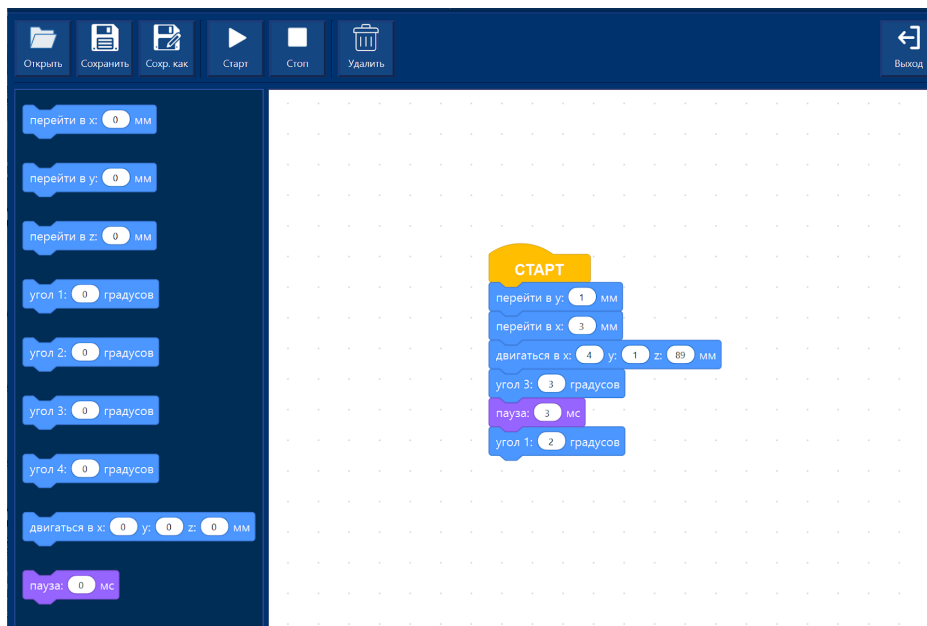 Открыть Сохранить Сохр. как Старт Стоп Удалить Выход
перейти в x: 0 мм
перейти в y: 0 мм
перейти в z: 0 мм
угол 1: 0 градусов
угол 2: 0 градусов
угол 3: 0 градусов
угол 4: 0 градусов
двигаться в x: 0 y: 0 z: 0 мм
пауза: 0 мс
СТАРТ
перейти в y: 1 мм
перейти в x: 3 мм
двигаться в x: 4 y: 1 z: 89 мм
угол 3: 3 градусов
пауза: 3 мс
угол 1: 2 градусов